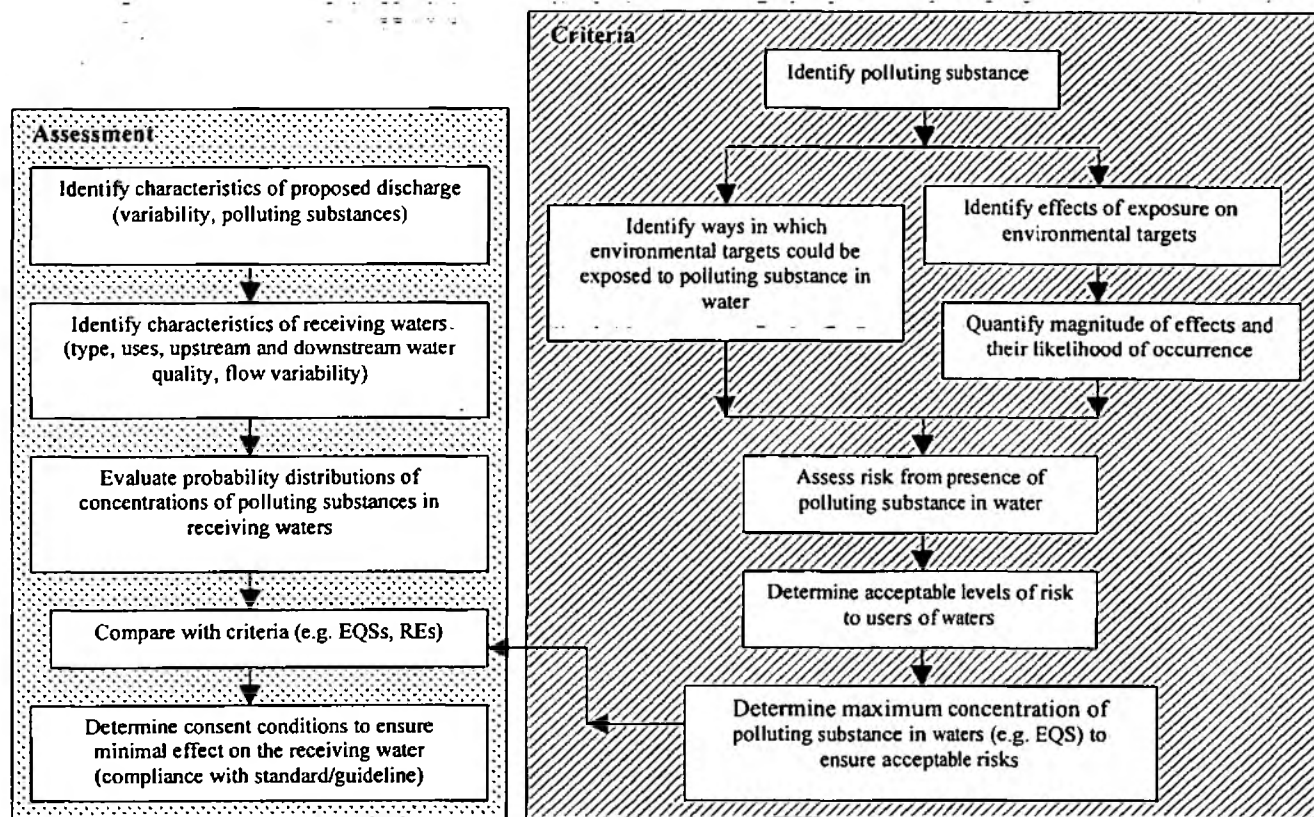 Assessment
Identify characteristics of proposed discharge
(variability, polluting substances)
Identify characteristics of receiving waters
(type, uses, upstream and downstream water
quality, flow variability)
Evaluate probability distributions of
concentrations of polluting substances in
receiving waters
Compare with criteria (e.g. EQSs, REs)
Determine consent conditions to ensure
minimal effect on the receiving water
(compliance with standard/guideline)
Criteria
Identify polluting substance
Identify ways in which
environmental targets could be
exposed to polluting substance in
water
Identify effects of exposure on
environmental targets
Quantify magnitude of effects and
their likelihood of occurrence
Assess risk from presence of
polluting substance in water
Determine acceptable levels of risk
to users of waters
Determine maximum concentration of
polluting substance in waters (e.g. EQS) to
ensure acceptable risks